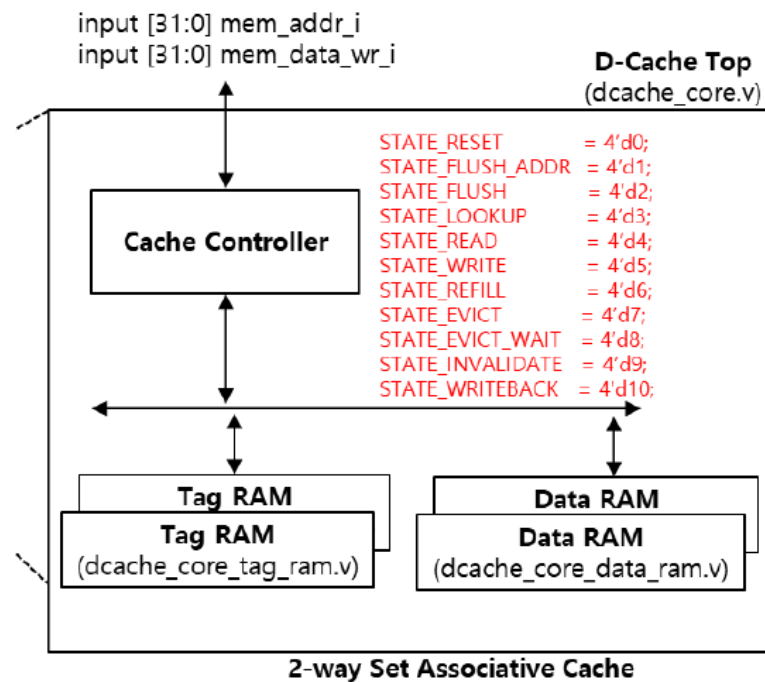 input [31:0] mem_addr_i
input [31:0] mem_data_wr_i
D-Cache Top
(dcache_core.v)
STATE_RESET = 4'd0;
STATE_FLUSH_ADDR = 4'd1;
STATE_FLUSH = 4'd2;
STATE_LOOKUP = 4'd3;
STATE_READ = 4'd4;
STATE_WRITE = 4'd5;
STATE_REFILL = 4'd6;
STATE_EVICT = 4'd7;
STATE_EVICT_WAIT = 4'd8;
STATE_INVALIDATE = 4'd9;
STATE_WRITEBACK = 4'd10;
Cache Controller
Tag RAM
Tag RAM
(dcache_core_tag_ram.v)
Data RAM
Data RAM
(dcache_core_data_ram.v)
2-way Set Associative Cache